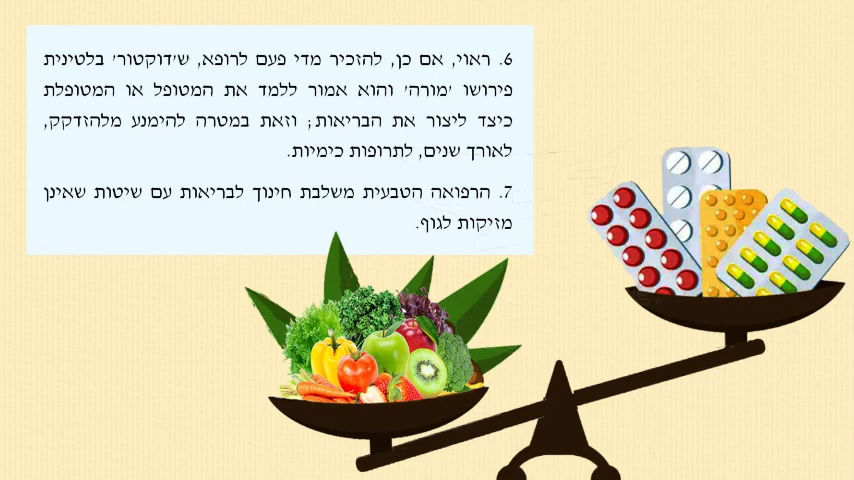 6. ראוי, אם כן, להזכיר מדי פעם לרופא, ש'דוקטור' בלטינית
פירושו 'מורה' והוא אמור ללמד את המטופל או המטופלת
כיצד ליצור את הבריאות; וזאת במטרה להימנע מלהזדקק,
לאורך שנים, לתרופות כימיות.
7. הרפואה הטבעית משלבת חינוך לבריאות עם שיטות שאינן
מזיקות לגוף.